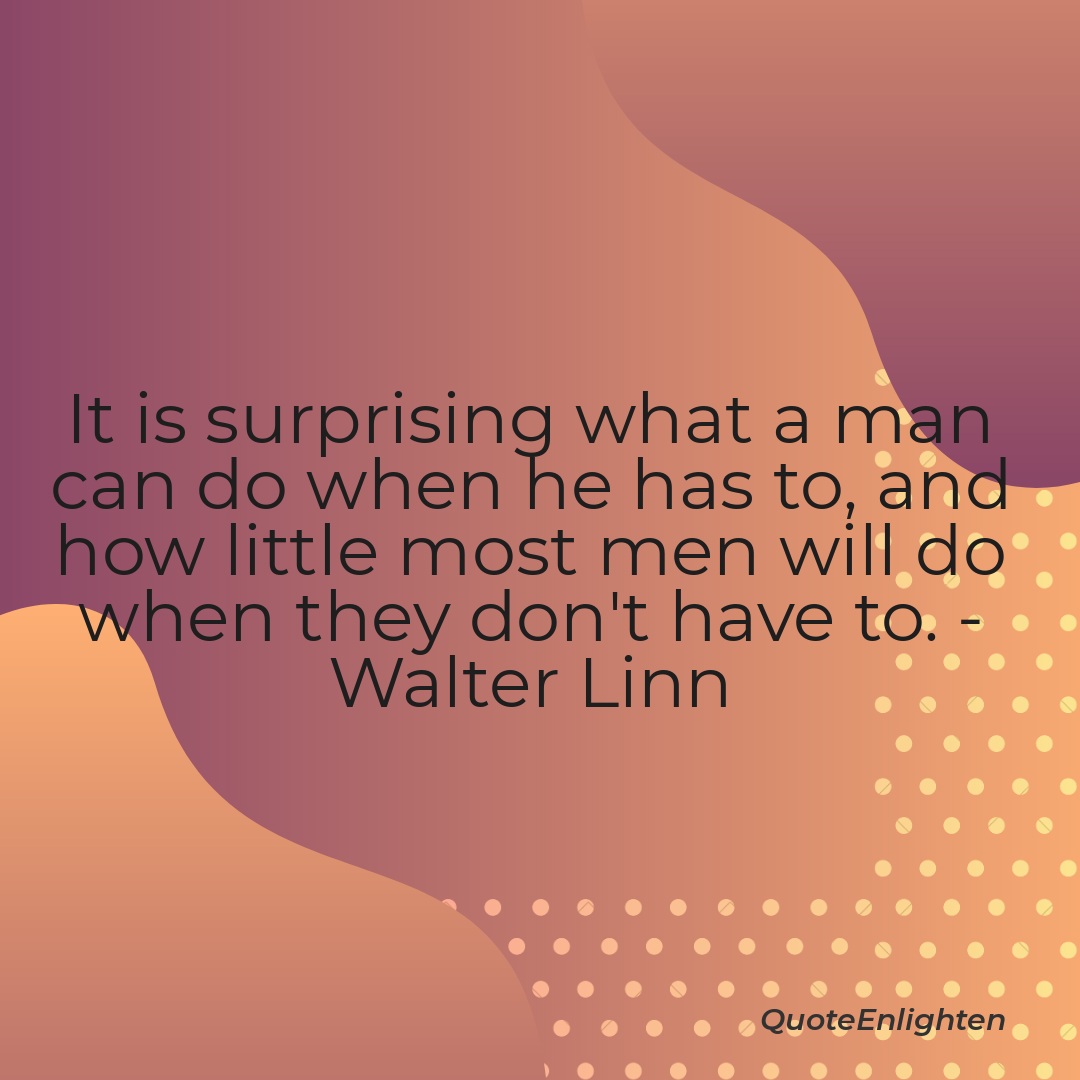 It is surprising what a man
can do when he has to, and
how little most men will do
when they don't have to. -
Walter Linn
QuoteEnlighten